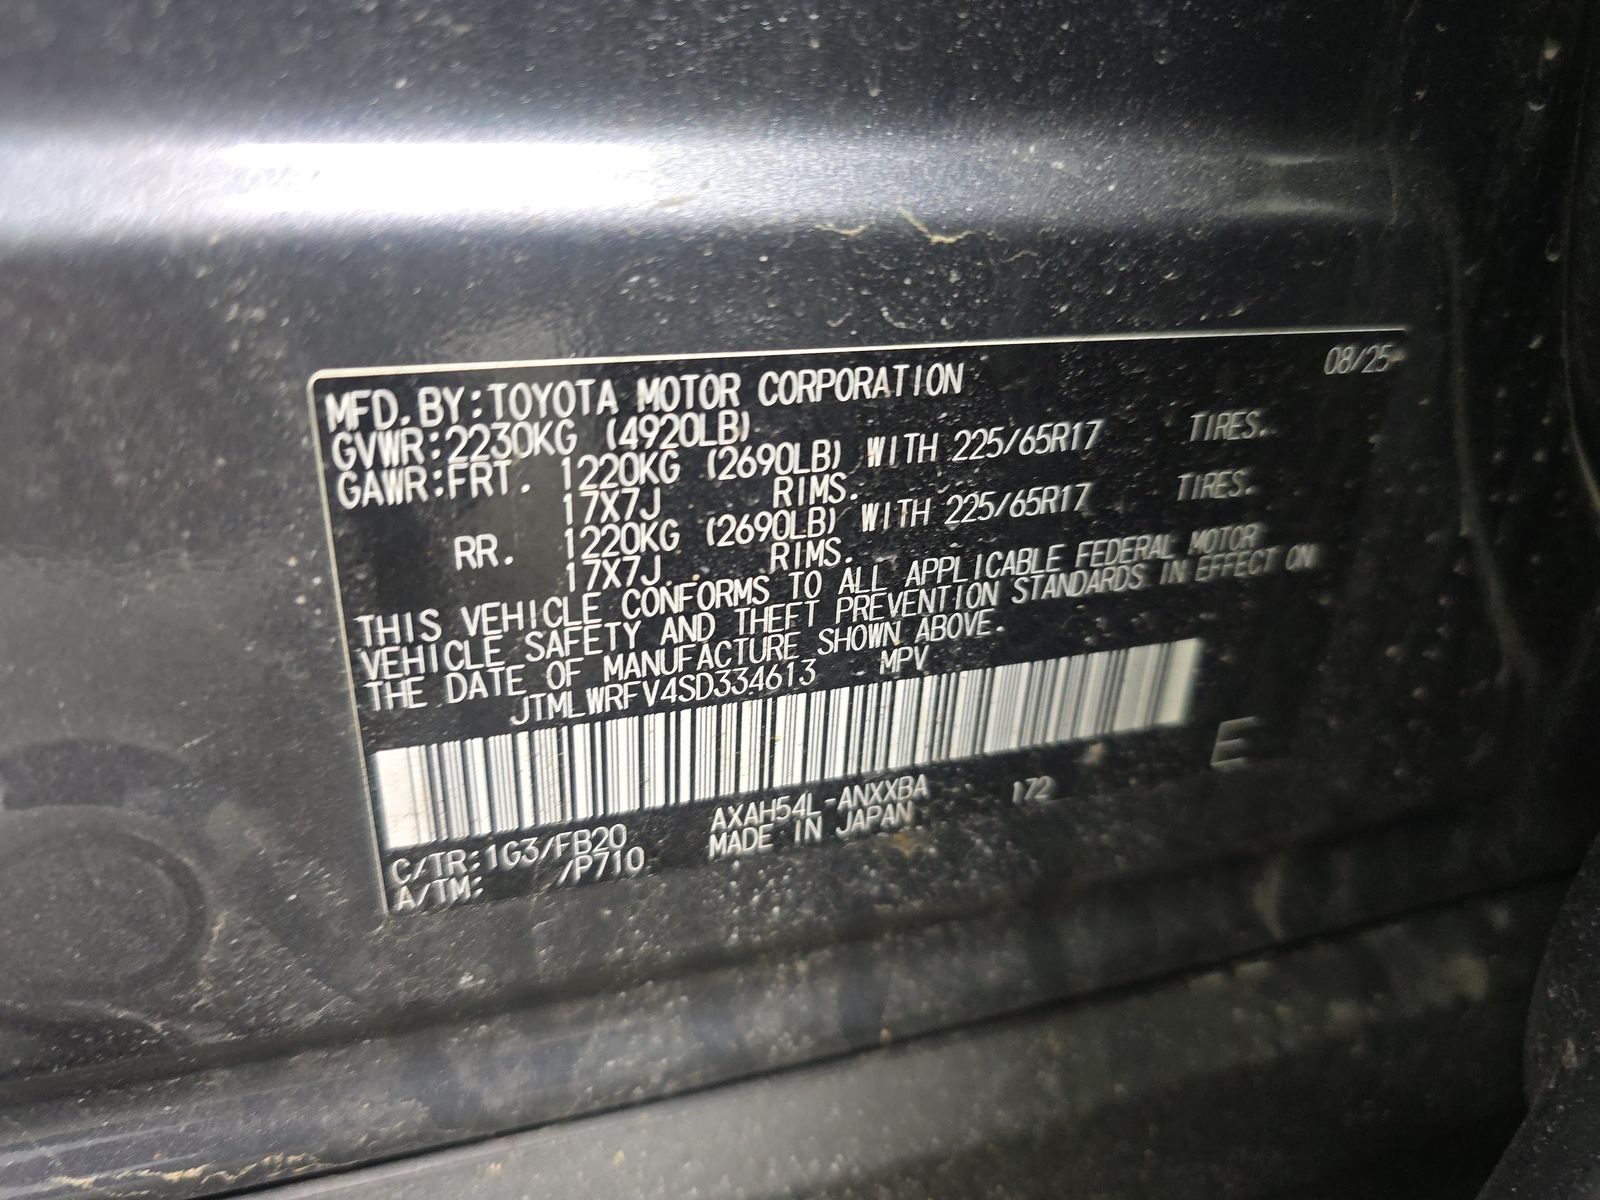 08/25
MFD. BY: TOYOTA MOTOR CORPORATION
GVWR: 2230KG (4920LB)
GAWR: FRT. 1220KG (2690LB) WITH 225/65R17 TIRES.
17X7J RIMS.
RR. 1220KG (2690LB) WITH 225/65R17 TIRES.
17X7J RIMS.
THIS VEHICLE CONFORMS TO ALL APPLICABLE FEDERAL MOTOR
VEHICLE SAFETY AND THEFT PREVENTION STANDARDS IN EFFECT ON
THE DATE OF MANUFACTURE SHOWN ABOVE.
JTMLWRFV4SD334613 MPV
E
C/TR: 1G3/FB20 AXAH54L-ANXXBA 172
A/TM: /P710 MADE IN JAPAN